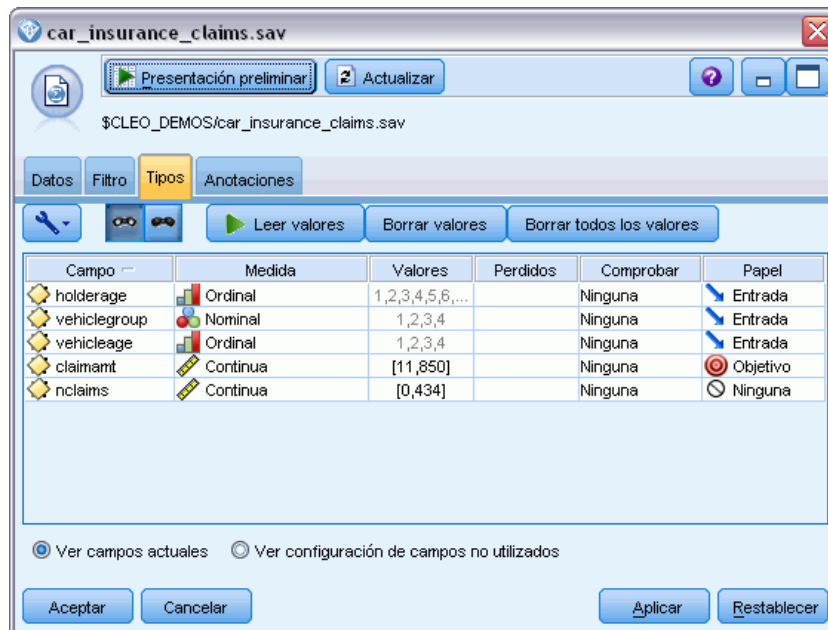 car_insurance_claims.sav
Presentación preliminar Actualizar
$CLEO_DEMOS/car_insurance_claims.sav
Datos Filtro Tipos Anotaciones
Leer valores Borrar valores Borrar todos los valores
Campo Medida Valores Perdidos Comprobar Papel
holderage Ordinal 1,2,3,4,5,6,... Ninguna Entrada
vehiclegroup Nominal 1,2,3,4 Ninguna Entrada
vehicleage Ordinal 1,2,3,4 Ninguna Entrada
claimamt Continua [11,850] Ninguna Objetivo
nclaims Continua [0,434] Ninguna Ninguna
Ver campos actuales Ver configuración de campos no utilizados
Aceptar Cancelar Aplicar Restablecer